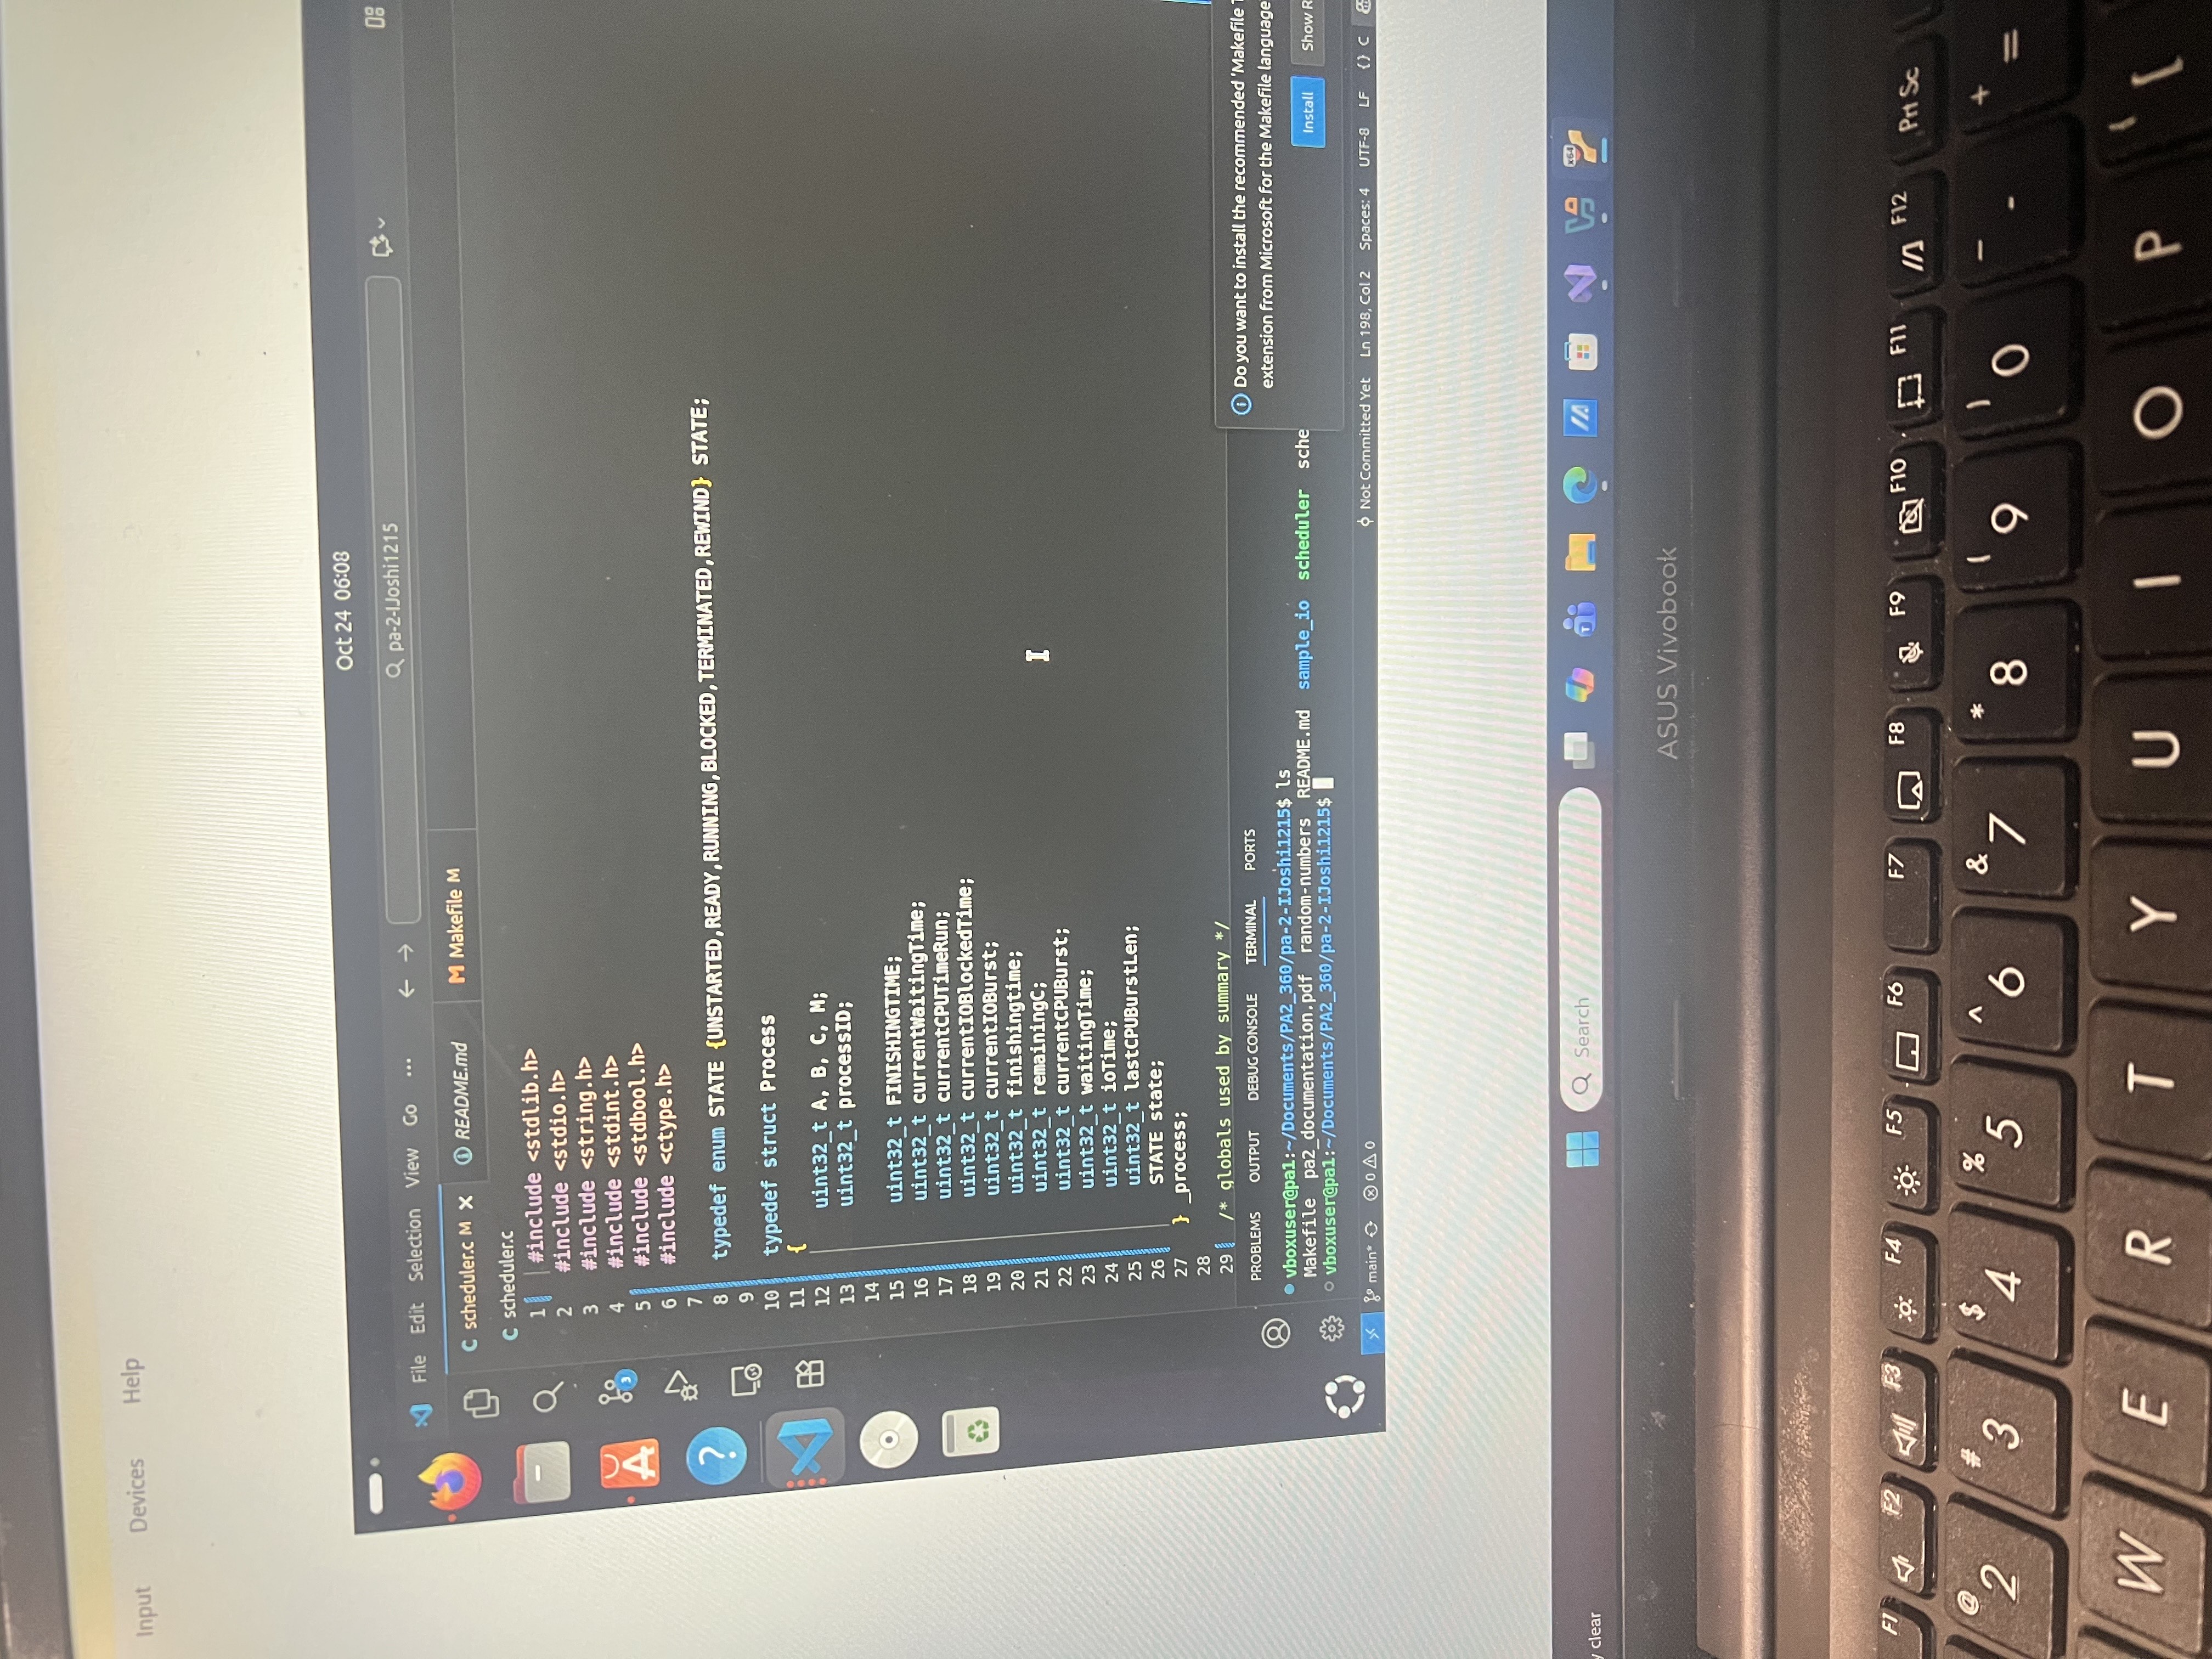 Input Devices Help
Oct 24 06:08
File Edit Selection View Go ... pa-2-IJoshi1215
scheduler.c M README.md Makefile M
scheduler.c
1 #include <stdlib.h>
2 #include <stdio.h>
3 #include <string.h>
4 #include <stdint.h>
5 #include <stdbool.h>
6 #include <ctype.h>
7
8 typedef enum STATE {UNSTARTED,READY,RUNNING,BLOCKED,TERMINATED,REWIND} STATE;
9
10 typedef struct Process
11 {
12 uint32_t A, B, C, M;
13 uint32_t processID;
14
15 uint32_t FINISHINGTIME;
16 uint32_t currentWaitingTime;
17 uint32_t currentCPUTimeRun;
18 uint32_t currentIOBlockedTime;
19 uint32_t currentIOBurst;
20 uint32_t finishingtime;
21 uint32_t remainingC;
22 uint32_t currentCPUBurst;
23 uint32_t waitingTime;
24 uint32_t ioTime;
25 uint32_t lastCPUBurstLen;
26 STATE state;
27 } _process;
28
29 /* globals used by summary */
3
PROBLEMS OUTPUT DEBUG CONSOLE TERMINAL PORTS
vboxuser@pa1:~/Documents/PA2_360/pa-2-IJoshi1215$ ls
Makefile pa2_documentation.pdf random-numbers README.md sample_io scheduler sche
vboxuser@pa1:~/Documents/PA2_360/pa-2-IJoshi1215$
Do you want to install the recommended 'Makefile
extension from Microsoft for the Makefile language
Install Show R
main* 0 0 Not Committed Yet Ln 198, Col 2 Spaces: 4 UTF-8 LF {} C
y clear
Search
x64
ASUS Vivobook
F1 F2 F3 F4 F5 F6 F7 F8 F9 F10 F11 F12 Prt Sc
@ 2 # 3 $ 4 % 5 ^ 6 & 7 * 8 ( 9 ) 0 _ - + =
W E R T Y U I O P [